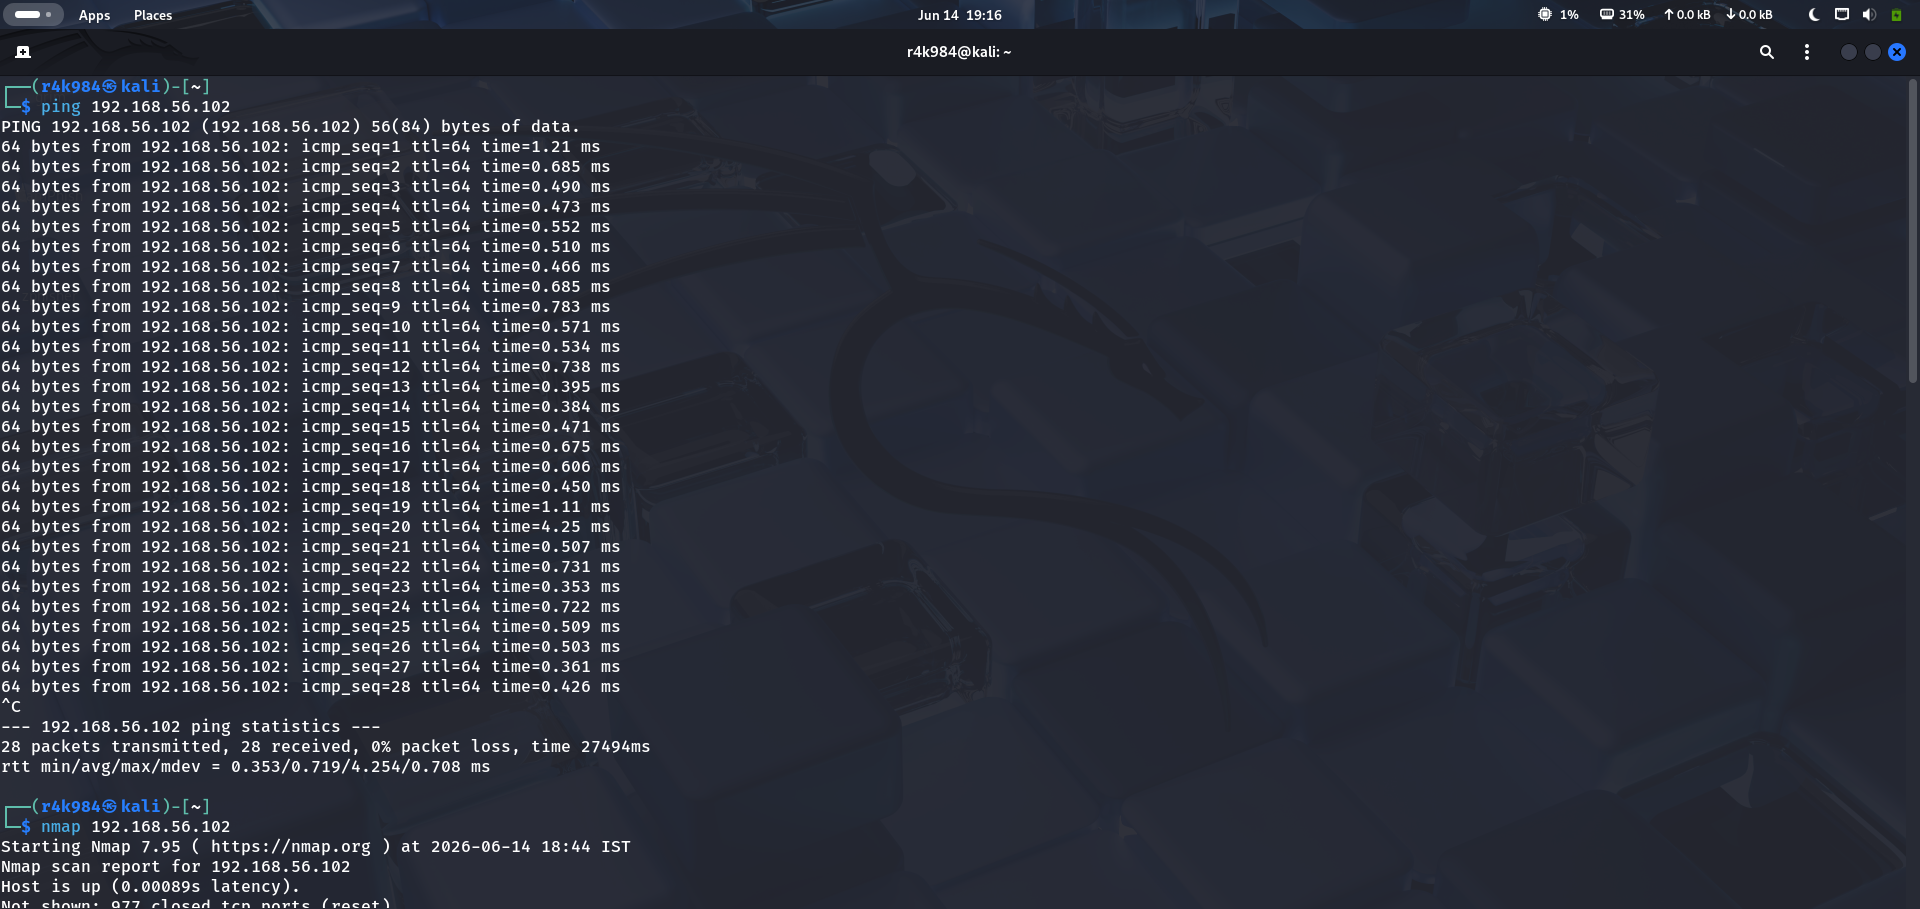 Apps Places Jun 14 19:16 1% 31% ↑0.0 kB ↓0.0 kB
r4k984@kali: ~
┌──(r4k984㉿kali)-[~]
└─$ ping 192.168.56.102
PING 192.168.56.102 (192.168.56.102) 56(84) bytes of data.
64 bytes from 192.168.56.102: icmp_seq=1 ttl=64 time=1.21 ms
64 bytes from 192.168.56.102: icmp_seq=2 ttl=64 time=0.685 ms
64 bytes from 192.168.56.102: icmp_seq=3 ttl=64 time=0.490 ms
64 bytes from 192.168.56.102: icmp_seq=4 ttl=64 time=0.473 ms
64 bytes from 192.168.56.102: icmp_seq=5 ttl=64 time=0.552 ms
64 bytes from 192.168.56.102: icmp_seq=6 ttl=64 time=0.510 ms
64 bytes from 192.168.56.102: icmp_seq=7 ttl=64 time=0.466 ms
64 bytes from 192.168.56.102: icmp_seq=8 ttl=64 time=0.685 ms
64 bytes from 192.168.56.102: icmp_seq=9 ttl=64 time=0.783 ms
64 bytes from 192.168.56.102: icmp_seq=10 ttl=64 time=0.571 ms
64 bytes from 192.168.56.102: icmp_seq=11 ttl=64 time=0.534 ms
64 bytes from 192.168.56.102: icmp_seq=12 ttl=64 time=0.738 ms
64 bytes from 192.168.56.102: icmp_seq=13 ttl=64 time=0.395 ms
64 bytes from 192.168.56.102: icmp_seq=14 ttl=64 time=0.384 ms
64 bytes from 192.168.56.102: icmp_seq=15 ttl=64 time=0.471 ms
64 bytes from 192.168.56.102: icmp_seq=16 ttl=64 time=0.675 ms
64 bytes from 192.168.56.102: icmp_seq=17 ttl=64 time=0.606 ms
64 bytes from 192.168.56.102: icmp_seq=18 ttl=64 time=0.450 ms
64 bytes from 192.168.56.102: icmp_seq=19 ttl=64 time=1.11 ms
64 bytes from 192.168.56.102: icmp_seq=20 ttl=64 time=4.25 ms
64 bytes from 192.168.56.102: icmp_seq=21 ttl=64 time=0.507 ms
64 bytes from 192.168.56.102: icmp_seq=22 ttl=64 time=0.731 ms
64 bytes from 192.168.56.102: icmp_seq=23 ttl=64 time=0.353 ms
64 bytes from 192.168.56.102: icmp_seq=24 ttl=64 time=0.722 ms
64 bytes from 192.168.56.102: icmp_seq=25 ttl=64 time=0.509 ms
64 bytes from 192.168.56.102: icmp_seq=26 ttl=64 time=0.503 ms
64 bytes from 192.168.56.102: icmp_seq=27 ttl=64 time=0.361 ms
64 bytes from 192.168.56.102: icmp_seq=28 ttl=64 time=0.426 ms
^C
--- 192.168.56.102 ping statistics ---
28 packets transmitted, 28 received, 0% packet loss, time 27494ms
rtt min/avg/max/mdev = 0.353/0.719/4.254/0.708 ms
┌──(r4k984㉿kali)-[~]
└─$ nmap 192.168.56.102
Starting Nmap 7.95 ( https://nmap.org ) at 2026-06-14 18:44 IST
Nmap scan report for 192.168.56.102
Host is up (0.00089s latency).
Not shown: 977 closed tcp ports (reset)